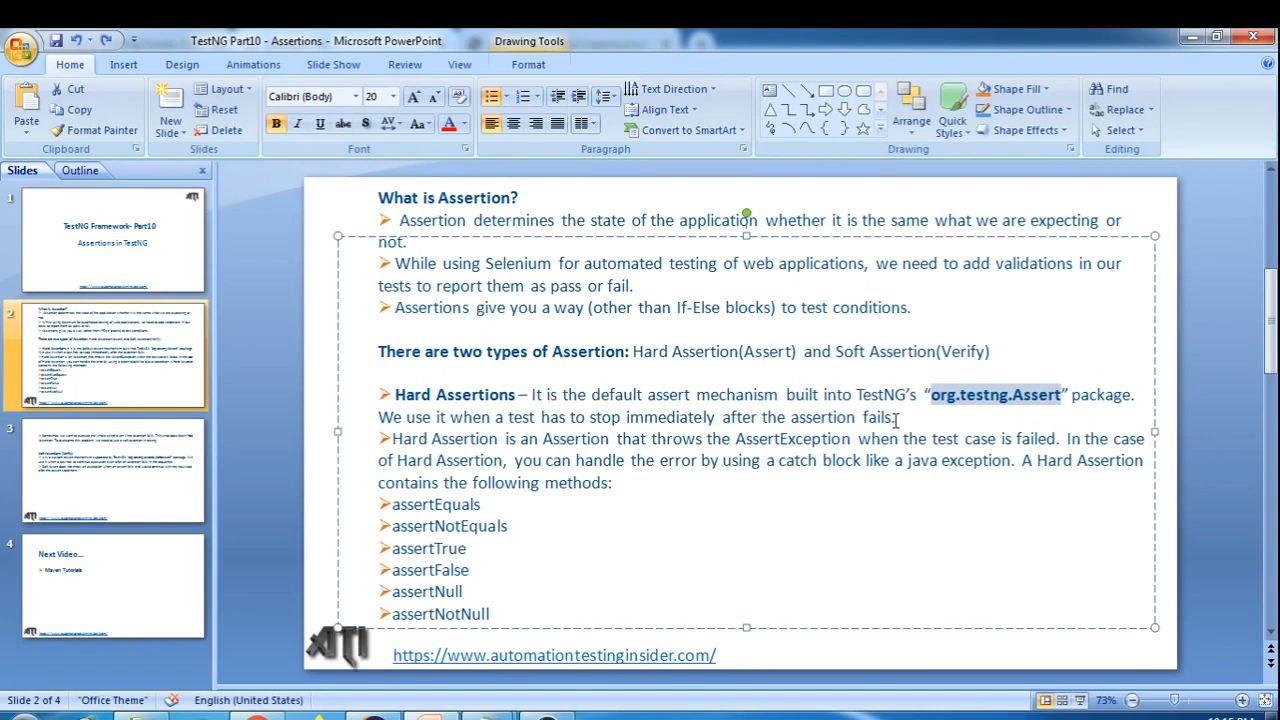 TestNG Part10 - Assertions - Microsoft PowerPoint
Drawing Tools
Home
Insert
Design
Animations
Slide Show
Review
View
Format
Paste
Cut
Copy
Format Painter
Clipboard
New Slide
Layout
Reset
Delete
Slides
Calibri (Body)
20
Font
Text Direction
Align Text
Convert to SmartArt
Paragraph
Arrange
Quick Styles
Shape Fill
Shape Outline
Shape Effects
Drawing
Find
Replace
Select
Editing
Slides
Outline
1
TestNG Framework- Part10
Assertions in TestNG
2
3
4
Next Video...
Maven Tutorials
What is Assertion?
Assertion determines the state of the application whether it is the same what we are expecting or
not.
While using Selenium for automated testing of web applications, we need to add validations in our
tests to report them as pass or fail.
Assertions give you a way (other than If-Else blocks) to test conditions.
There are two types of Assertion: Hard Assertion(Assert) and Soft Assertion(Verify)
Hard Assertions – It is the default assert mechanism built into TestNG's “org.testng.Assert” package.
We use it when a test has to stop immediately after the assertion fails.
Hard Assertion is an Assertion that throws the AssertException when the test case is failed. In the case
of Hard Assertion, you can handle the error by using a catch block like a java exception. A Hard Assertion
contains the following methods:
assertEquals
assertNotEquals
assertTrue
assertFalse
assertNull
assertNotNull
ATI
https://www.automationtestinginsider.com/
Slide 2 of 4
"Office Theme"
English (United States)
73%